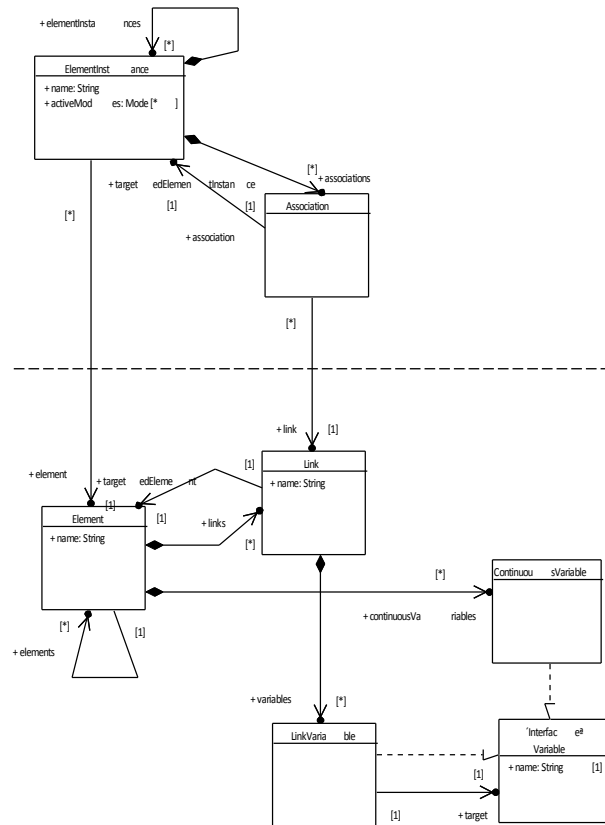 + elementInsta nces
[*]
ElementInst ance
+ name: String
+ activeMod es: Mode [* ]
[*]
+ associations
+ target edElemen tInstan ce
[1]
[1]
Association
[*]
+ association
[*]
+ link
[1]
+ element
+ target edEleme nt
[1]
[1]
Link
+ name: String
[1]
Element
+ name: String
+ links
[*]
[*]
Continuou sVariable
+ continuousVa riables
[*]
[1]
+ elements
+ variables
[*]
LinkVaria ble
´Interfac eª
Variable
+ name: String
[1]
[1]
[1]
+ target